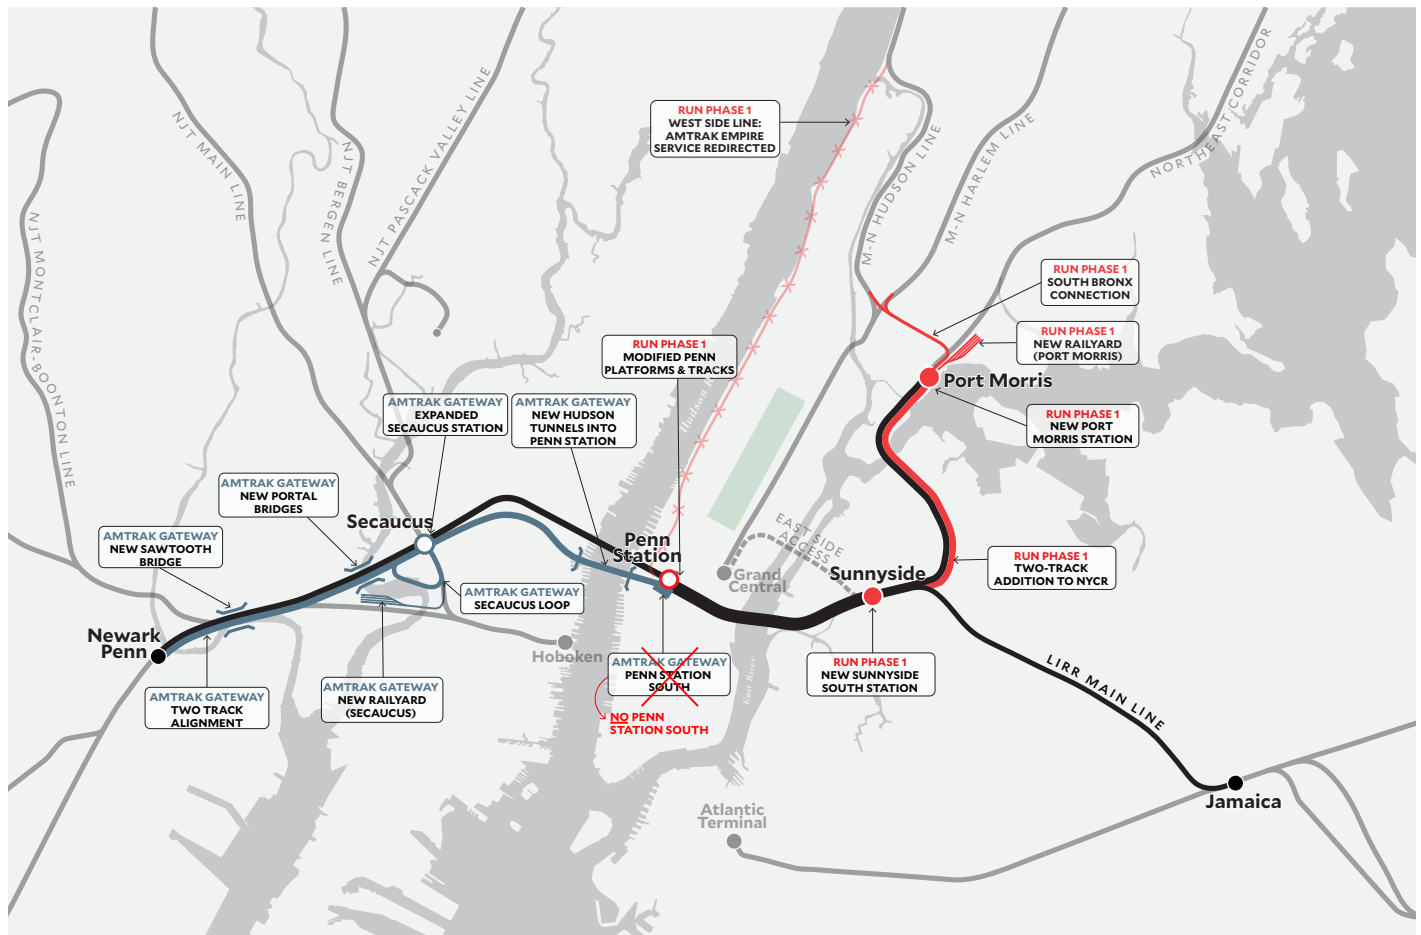 NJT MAIN LINE
NJT BERGEN LINE
NJT PASCACK VALLEY LINE
NJT MONTCLAIR-BOONTON LINE
RUN PHASE 1
WEST SIDE LINE:
AMTRAK EMPIRE
SERVICE REDIRECTED
M-N HUDSON LINE
M-N HARLEM LINE
NORTHEAST CORRIDOR
RUN PHASE 1
SOUTH BRONX
CONNECTION
RUN PHASE 1
NEW RAILYARD
(PORT MORRIS)
RUN PHASE 1
MODIFIED PENN
PLATFORMS & TRACKS
Port Morris
Hudson
AMTRAK GATEWAY
EXPANDED
SECAUCUS STATION
AMTRAK GATEWAY
NEW HUDSON
TUNNELS INTO
PENN STATION
RUN PHASE 1
NEW PORT
MORRIS STATION
AMTRAK GATEWAY
NEW PORTAL
BRIDGES
Secaucus
AMTRAK GATEWAY
NEW SAWTOOTH
BRIDGE
Penn
Station
EAST SIDE
ACCESS
Grand
Central
Sunnyside
RUN PHASE 1
TWO-TRACK
ADDITION TO NYCR
AMTRAK GATEWAY
SECAUCUS LOOP
Newark
Penn
Hoboken
AMTRAK GATEWAY
PENN STATION
SOUTH
NO PENN
STATION SOUTH
East River
RUN PHASE 1
NEW SUNNYSIDE
SOUTH STATION
LIRR MAIN LINE
AMTRAK GATEWAY
TWO TRACK
ALIGNMENT
AMTRAK GATEWAY
NEW RAILYARD
(SECAUCUS)
Jamaica
Atlantic
Terminal